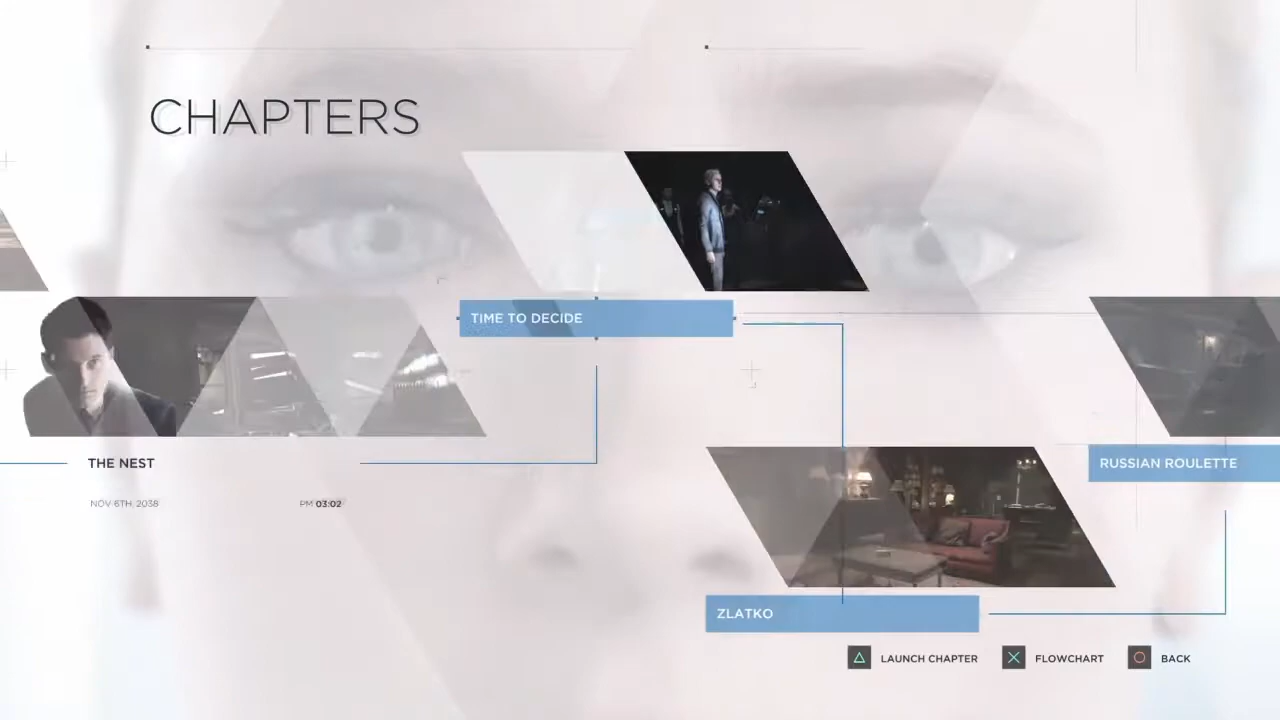 CHAPTERS
TIME TO DECIDE
THE NEST
NOV 6TH, 2038
PM 03:02
RUSSIAN ROULETTE
ZLATKO
LAUNCH CHAPTER
FLOWCHART
BACK